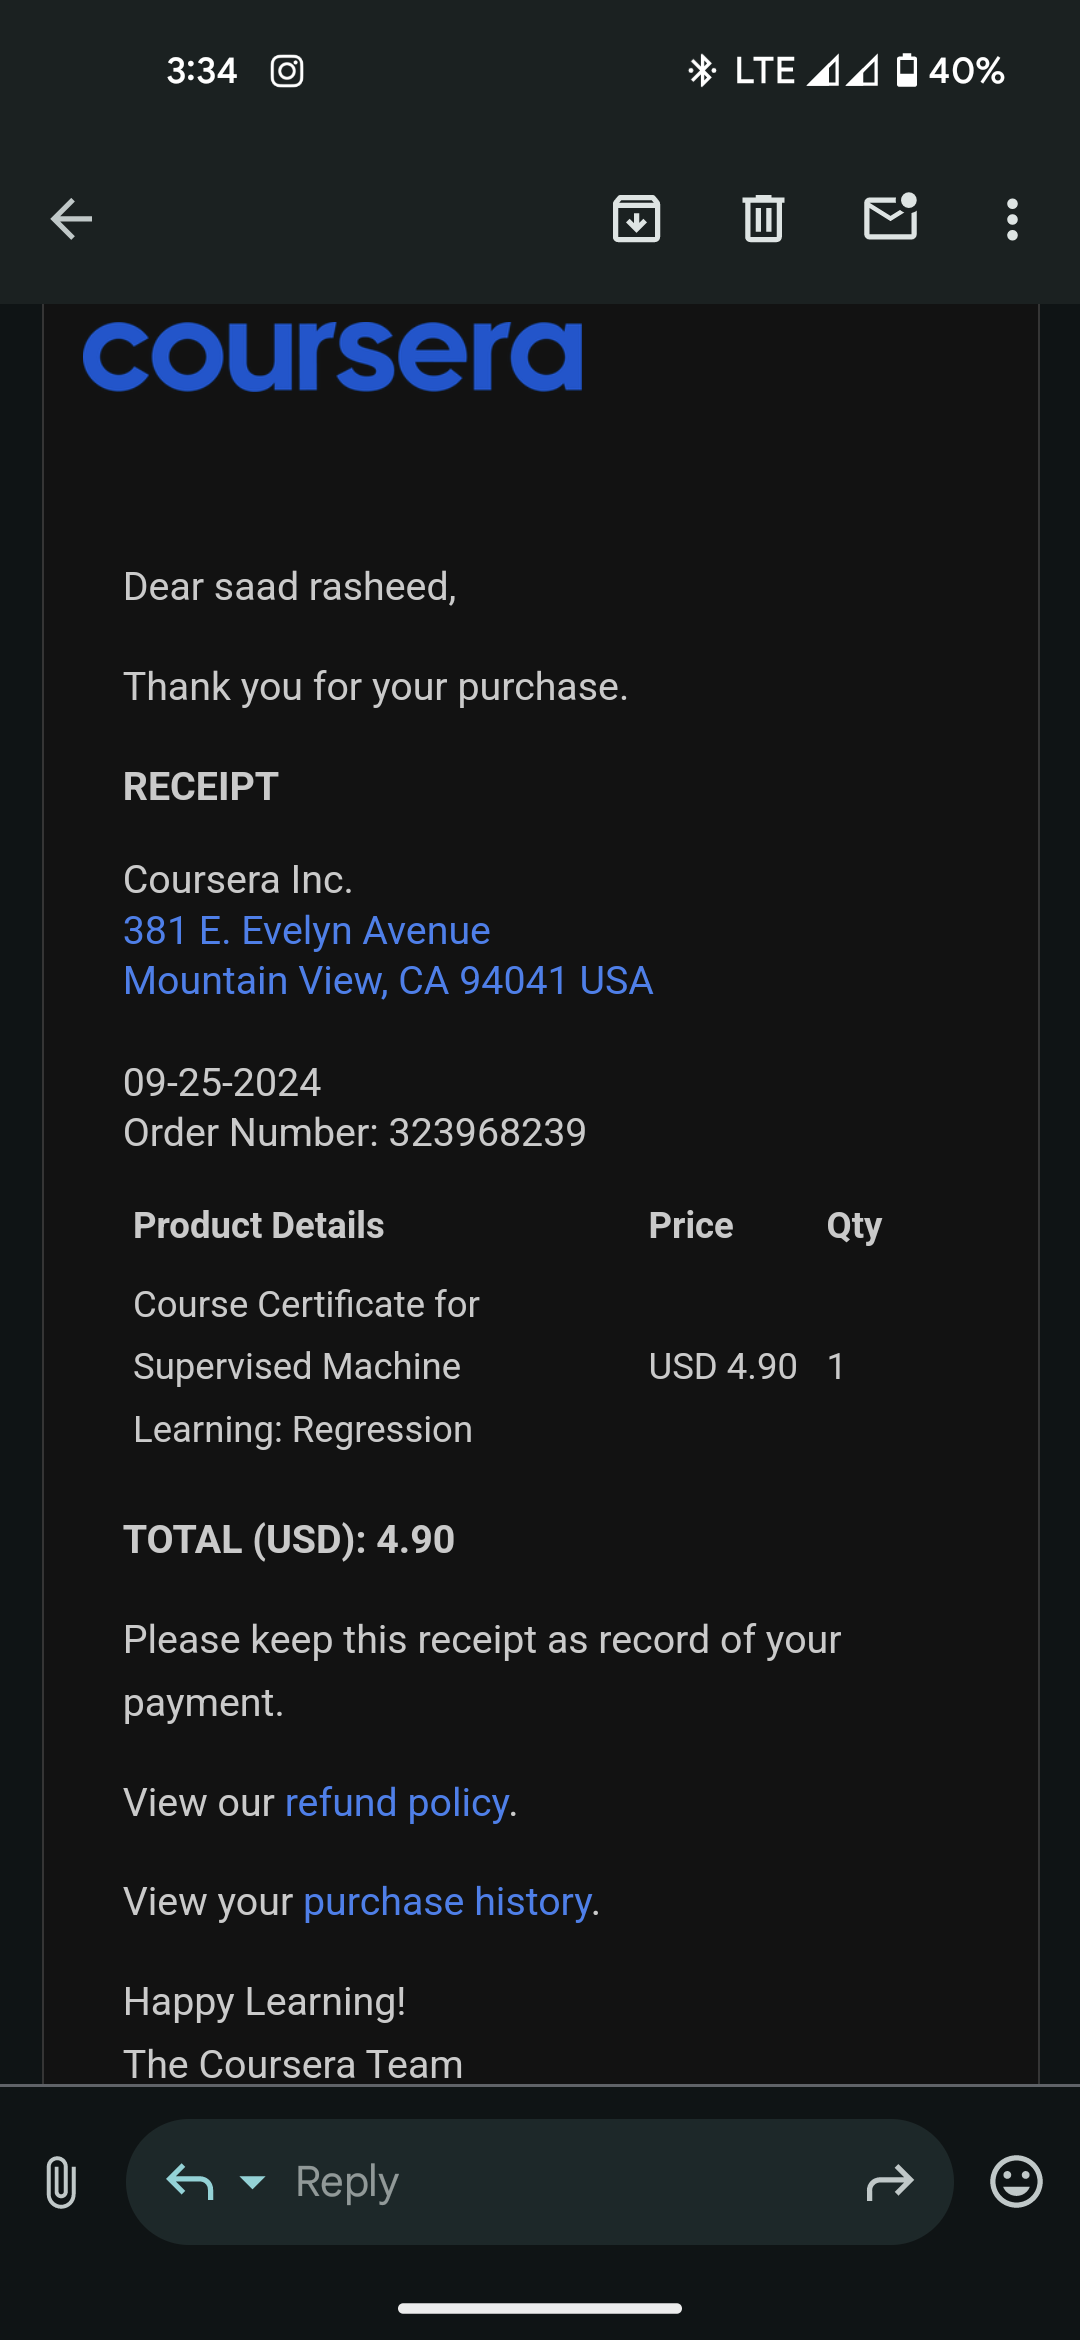 3:34 LTE 40%
coursera
Dear saad rasheed,
Thank you for your purchase.
RECEIPT
Coursera Inc.
381 E. Evelyn Avenue
Mountain View, CA 94041 USA
09-25-2024
Order Number: 323968239
Product Details Price Qty
Course Certificate for
Supervised Machine USD 4.90 1
Learning: Regression
TOTAL (USD): 4.90
Please keep this receipt as record of your
payment.
View our refund policy.
View your purchase history.
Happy Learning!
The Coursera Team
Reply